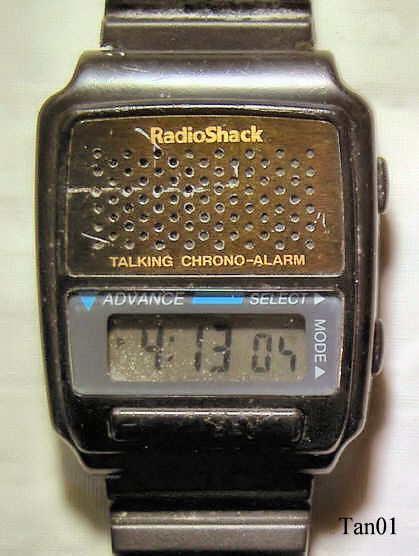 RadioShack
TALKING CHRONO-ALARM
▼ ADVANCE SELECT ▲
MODE ▲
4:13 04
Tan01